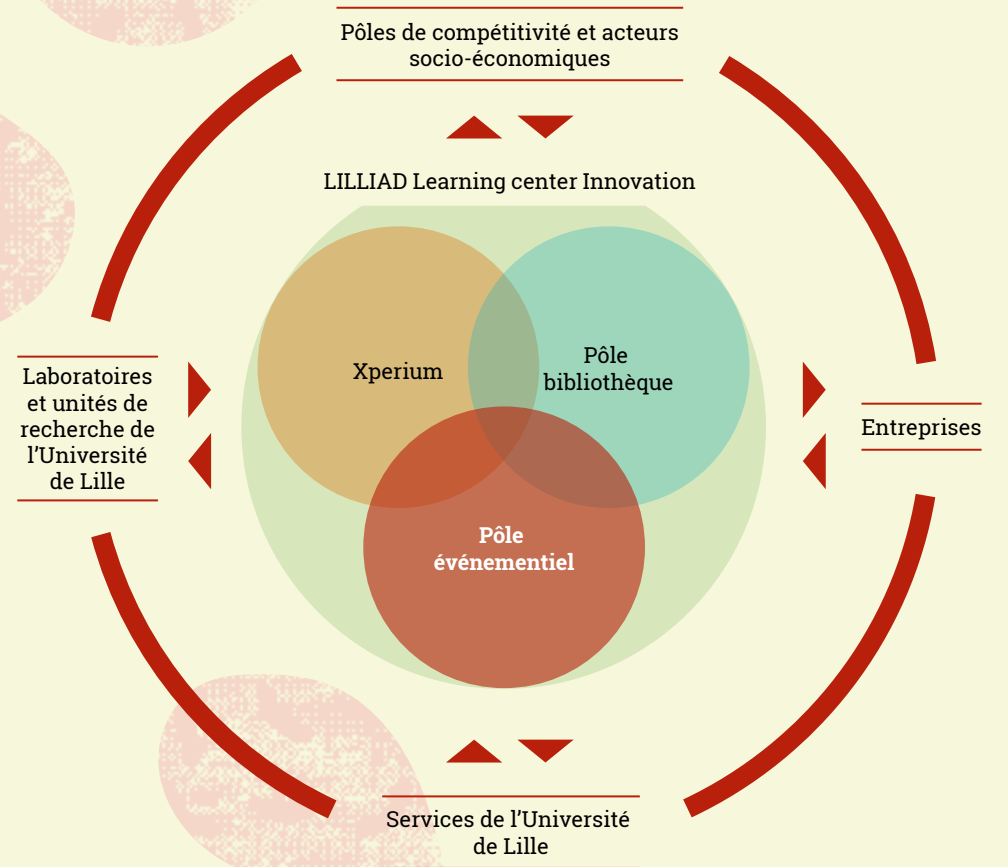 Pôles de compétitivité et acteurs
socio-économiques
LILLIAD Learning center Innovation
Xperium
Pôle
bibliothèque
Laboratoires
et unités de
recherche de
l'Université
de Lille
Entreprises
Pôle
événementiel
Services de l'Université
de Lille